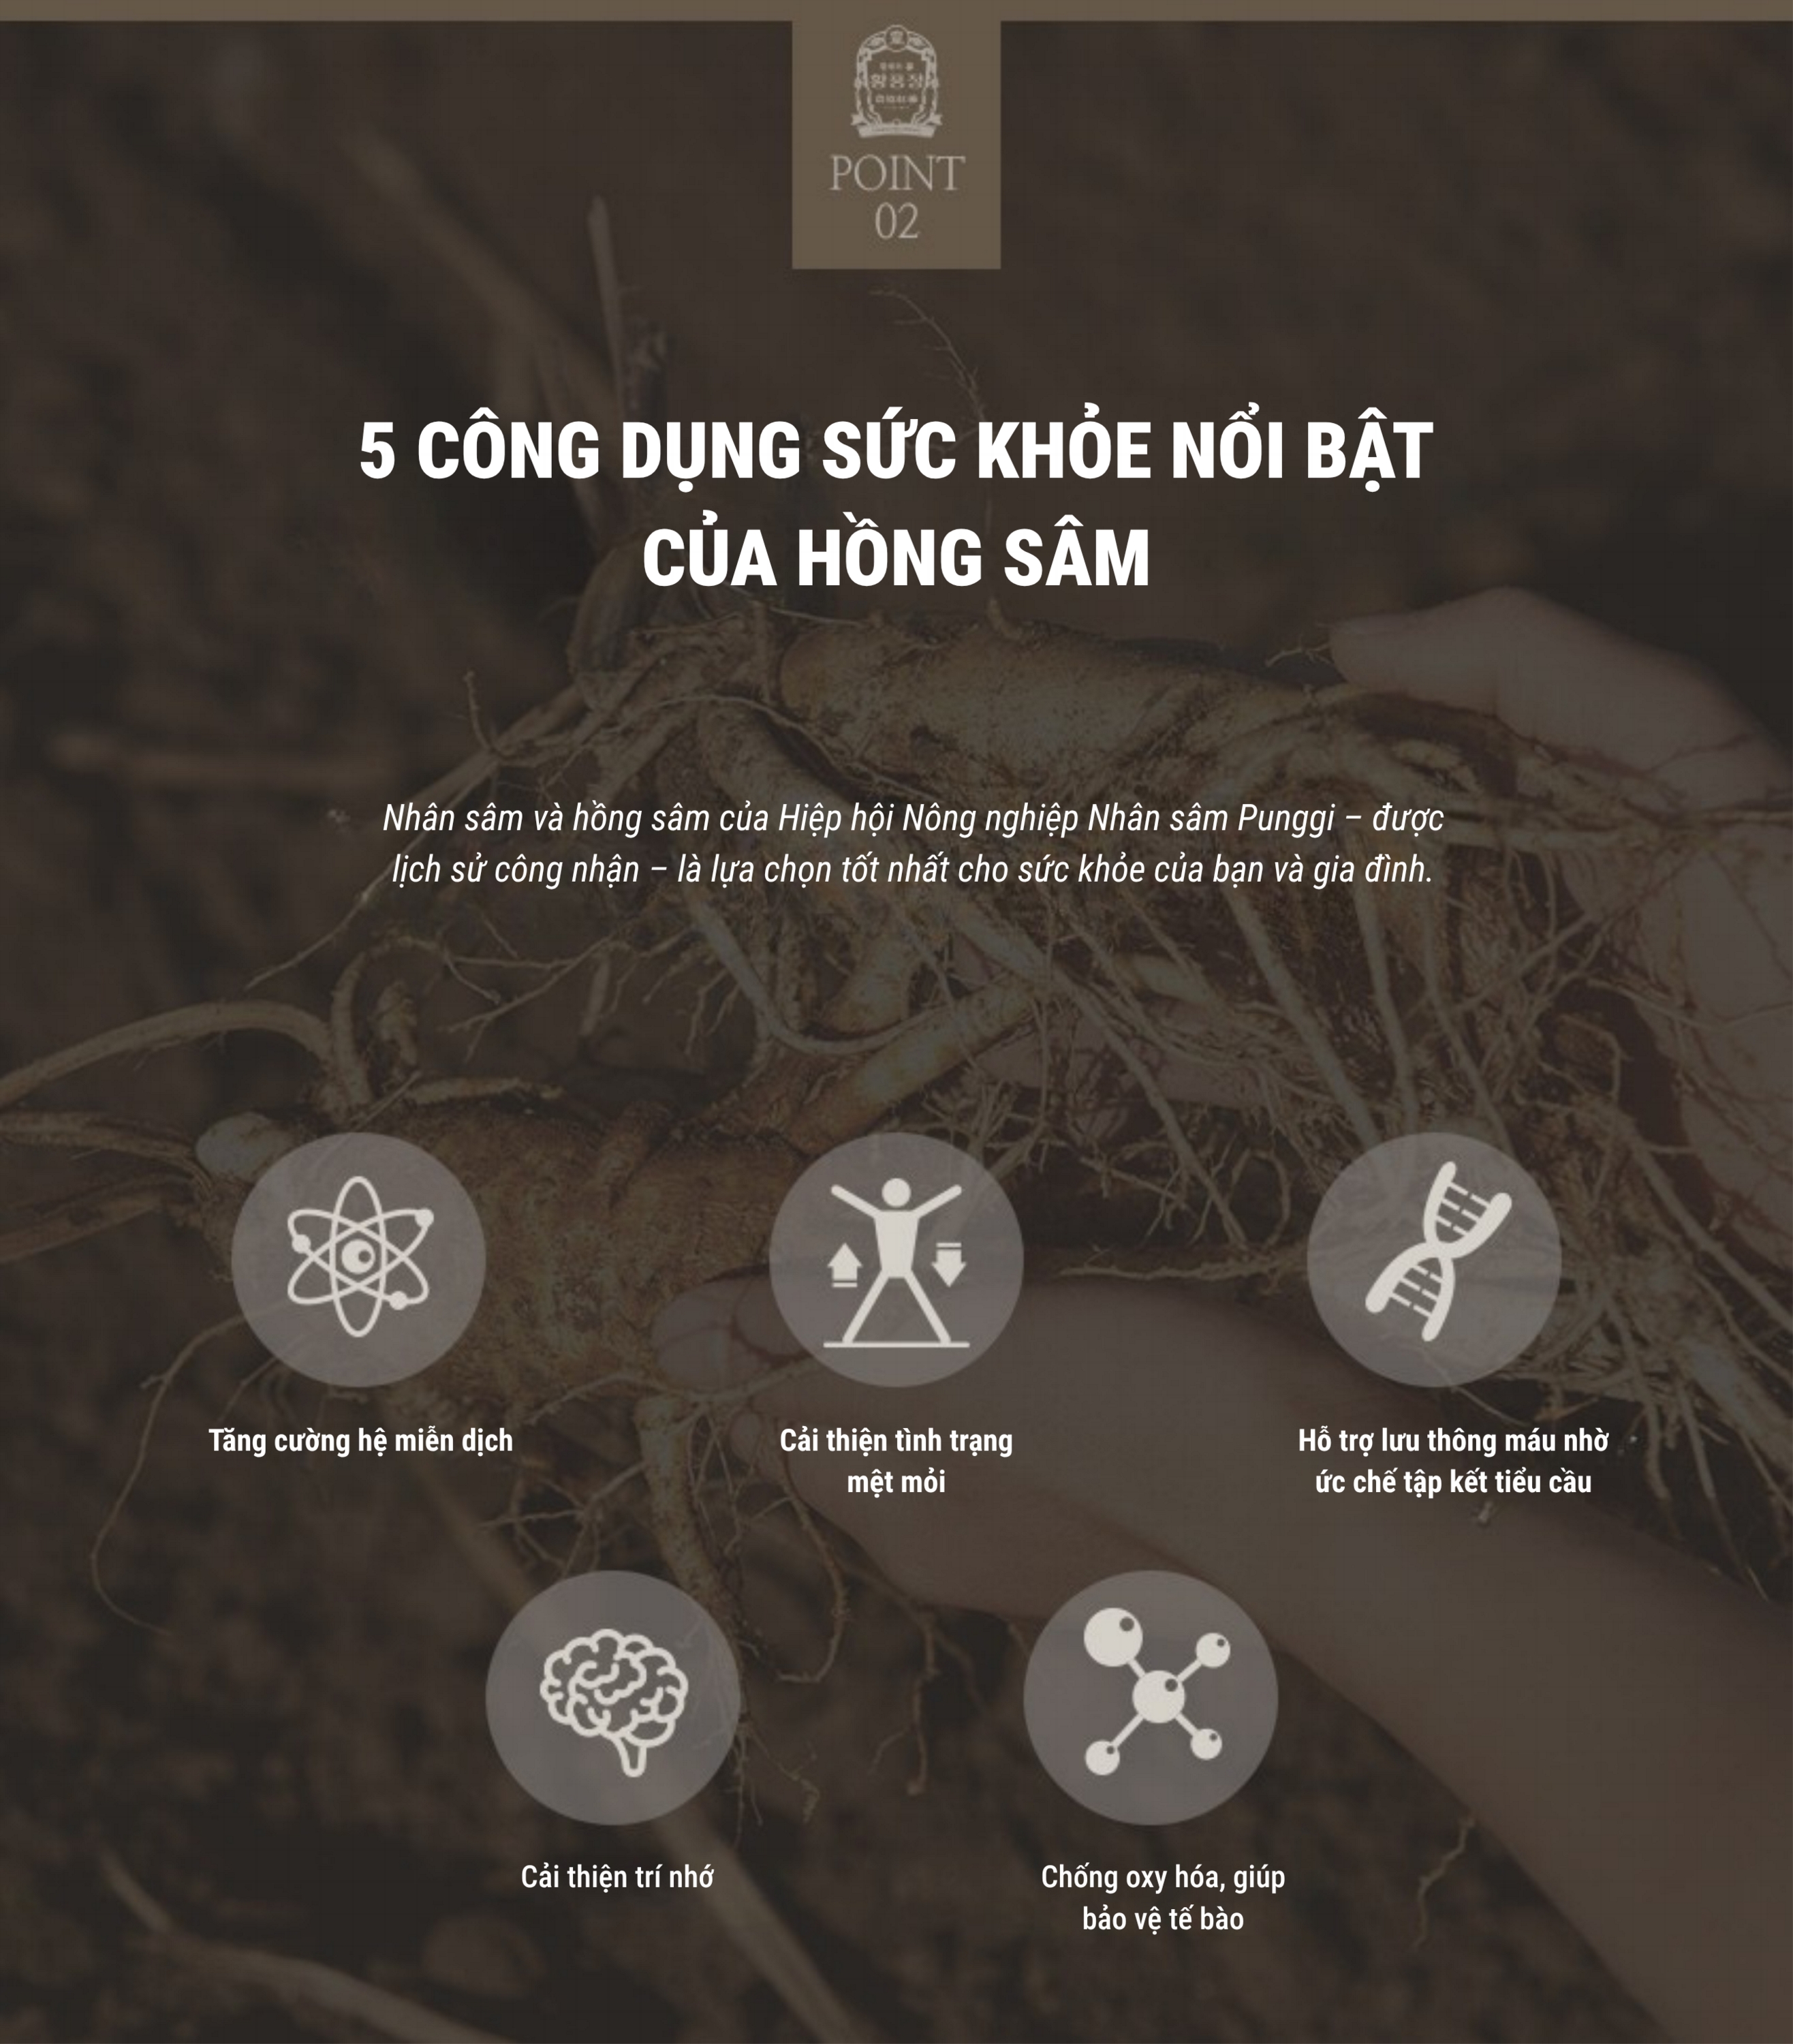 황풍정
POINT
02
5 CÔNG DỤNG SỨC KHỎE NỔI BẬT
CỦA HỒNG SÂM
Nhân sâm và hồng sâm của Hiệp hội Nông nghiệp Nhân sâm Punggi – được
lịch sử công nhận – là lựa chọn tốt nhất cho sức khỏe của bạn và gia đình.
Tăng cường hệ miễn dịch
Cải thiện tình trạng
mệt mỏi
Hỗ trợ lưu thông máu nhờ
ức chế tập kết tiểu cầu
Cải thiện trí nhớ
Chống oxy hóa, giúp
bảo vệ tế bào